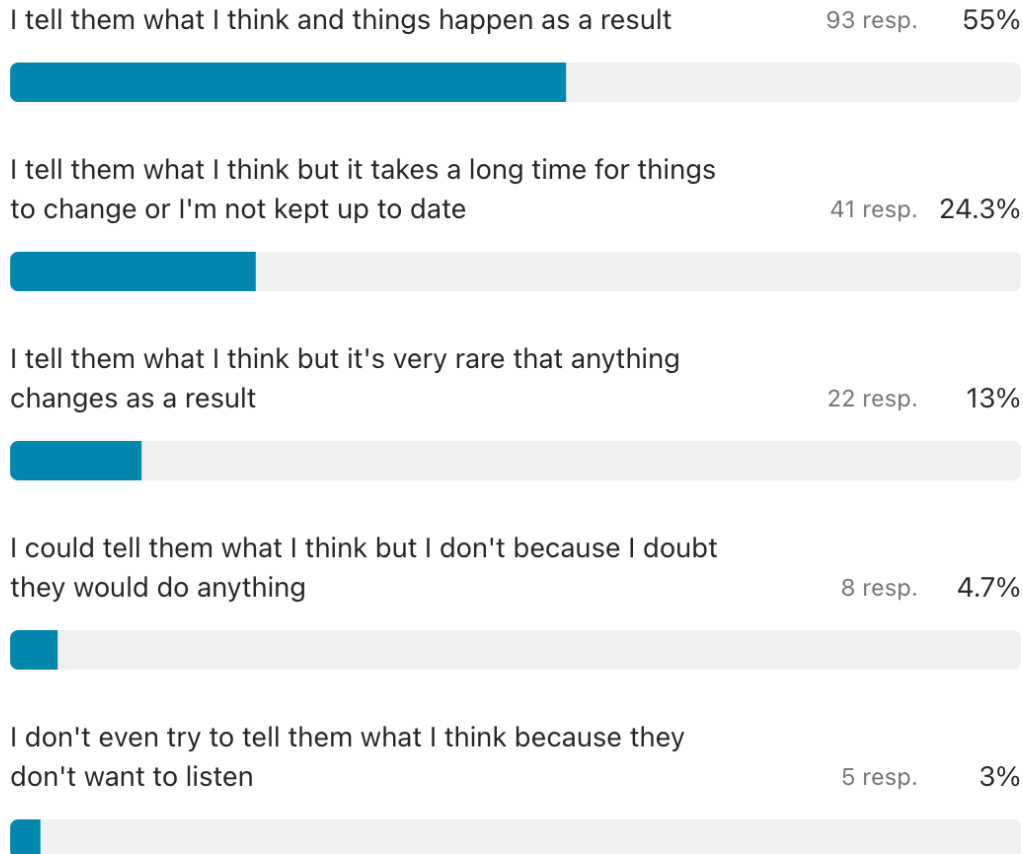 I tell them what I think and things happen as a result 93 resp. 55%
I tell them what I think but it takes a long time for things
to change or I'm not kept up to date 41 resp. 24.3%
I tell them what I think but it's very rare that anything
changes as a result 22 resp. 13%
I could tell them what I think but I don't because I doubt
they would do anything 8 resp. 4.7%
I don't even try to tell them what I think because they
don't want to listen 5 resp. 3%